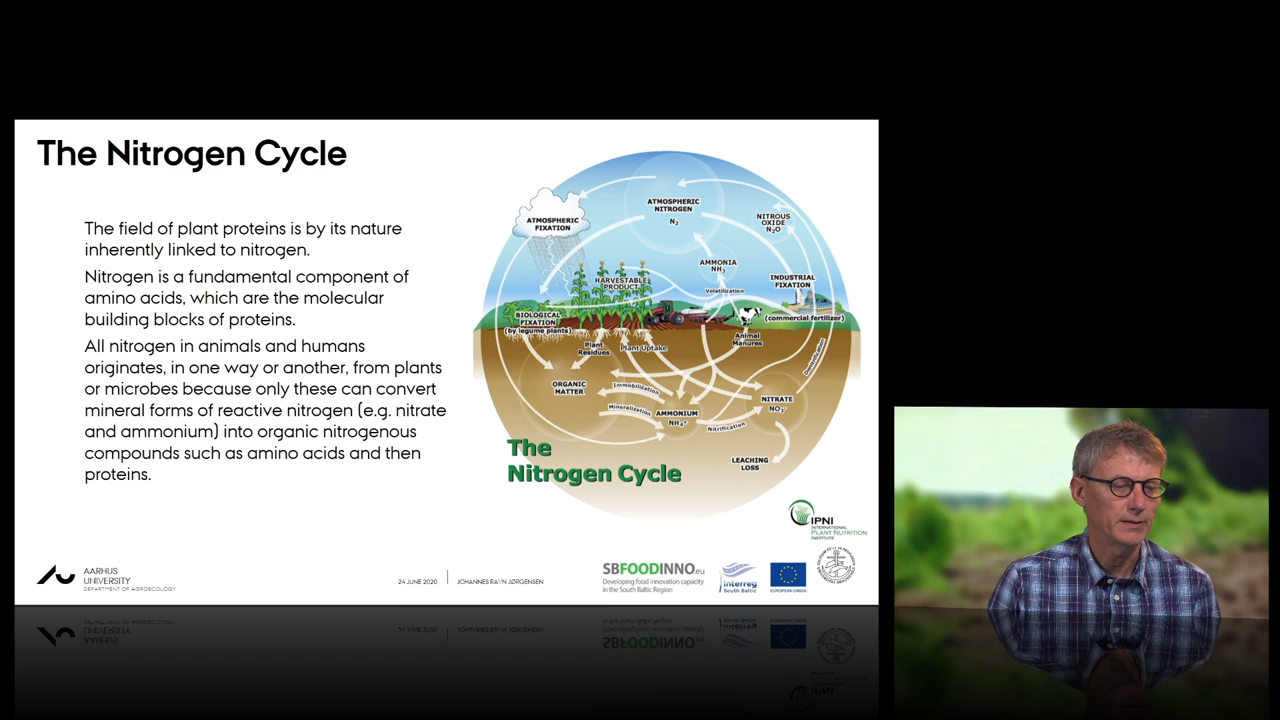 The Nitrogen Cycle
The field of plant proteins is by its nature
inherently linked to nitrogen.
Nitrogen is a fundamental component of
amino acids, which are the molecular
building blocks of proteins.
All nitrogen in animals and humans
originates, in one way or another, from plants
or microbes because only these can convert
mineral forms of reactive nitrogen (e.g. nitrate
and ammonium) into organic nitrogenous
compounds such as amino acids and then
proteins.
ATMOSPHERIC
NITROGEN
N₂
ATMOSPHERIC
FIXATION
NITROUS
OXIDE
N₂O
AMMONIA
NH₃
Volatilization
HARVESTABLE
PRODUCT
INDUSTRIAL
FIXATION
(commercial fertilizer)
BIOLOGICAL
FIXATION
(by legume plants)
Plant
Residues
Plant Uptake
Animal
Manures
Denitrification
ORGANIC
MATTER
Immobilization
Mineralization
AMMONIUM
NH₄⁺
Nitrification
NITRATE
NO₃⁻
LEACHING
LOSS
The
Nitrogen Cycle
IPNI
INTERNATIONAL
PLANT NUTRITION
INSTITUTE
AARHUS
UNIVERSITY
DEPARTMENT OF AGROECOLOGY
24 JUNE 2020
JOHANNES RAVN JØRGENSEN
SBFOODINNO.eu
Developing food innovation capacity
in the South Baltic Region
Interreg
South Baltic
EUROPEAN UNION